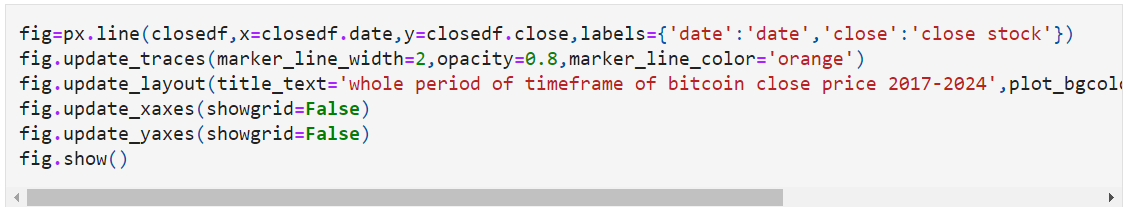 fig=px.line(closedf,x=closedf.date,y=closedf.close,labels={'date':'date','close':'close stock'})
fig.update_traces(marker_line_width=2,opacity=0.8,marker_line_color='orange')
fig.update_layout(title_text='whole period of timeframe of bitcoin close price 2017-2024',plot_bgcolo
fig.update_xaxes(showgrid=False)
fig.update_yaxes(showgrid=False)
fig.show()